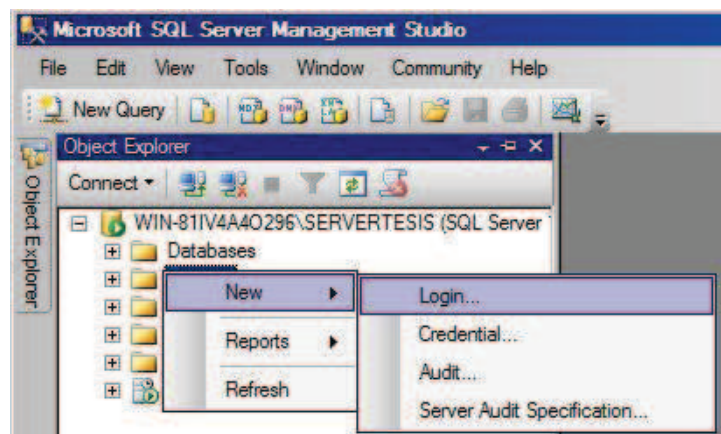 Microsoft SQL Server Management Studio
File Edit View Tools Window Community Help
New Query
Object Explorer
Object Explorer
Connect
WIN-81IV4A4O296\SERVERTESIS (SQL Server
Databases
New
Login...
Credential...
Reports
Audit...
Refresh
Server Audit Specification...